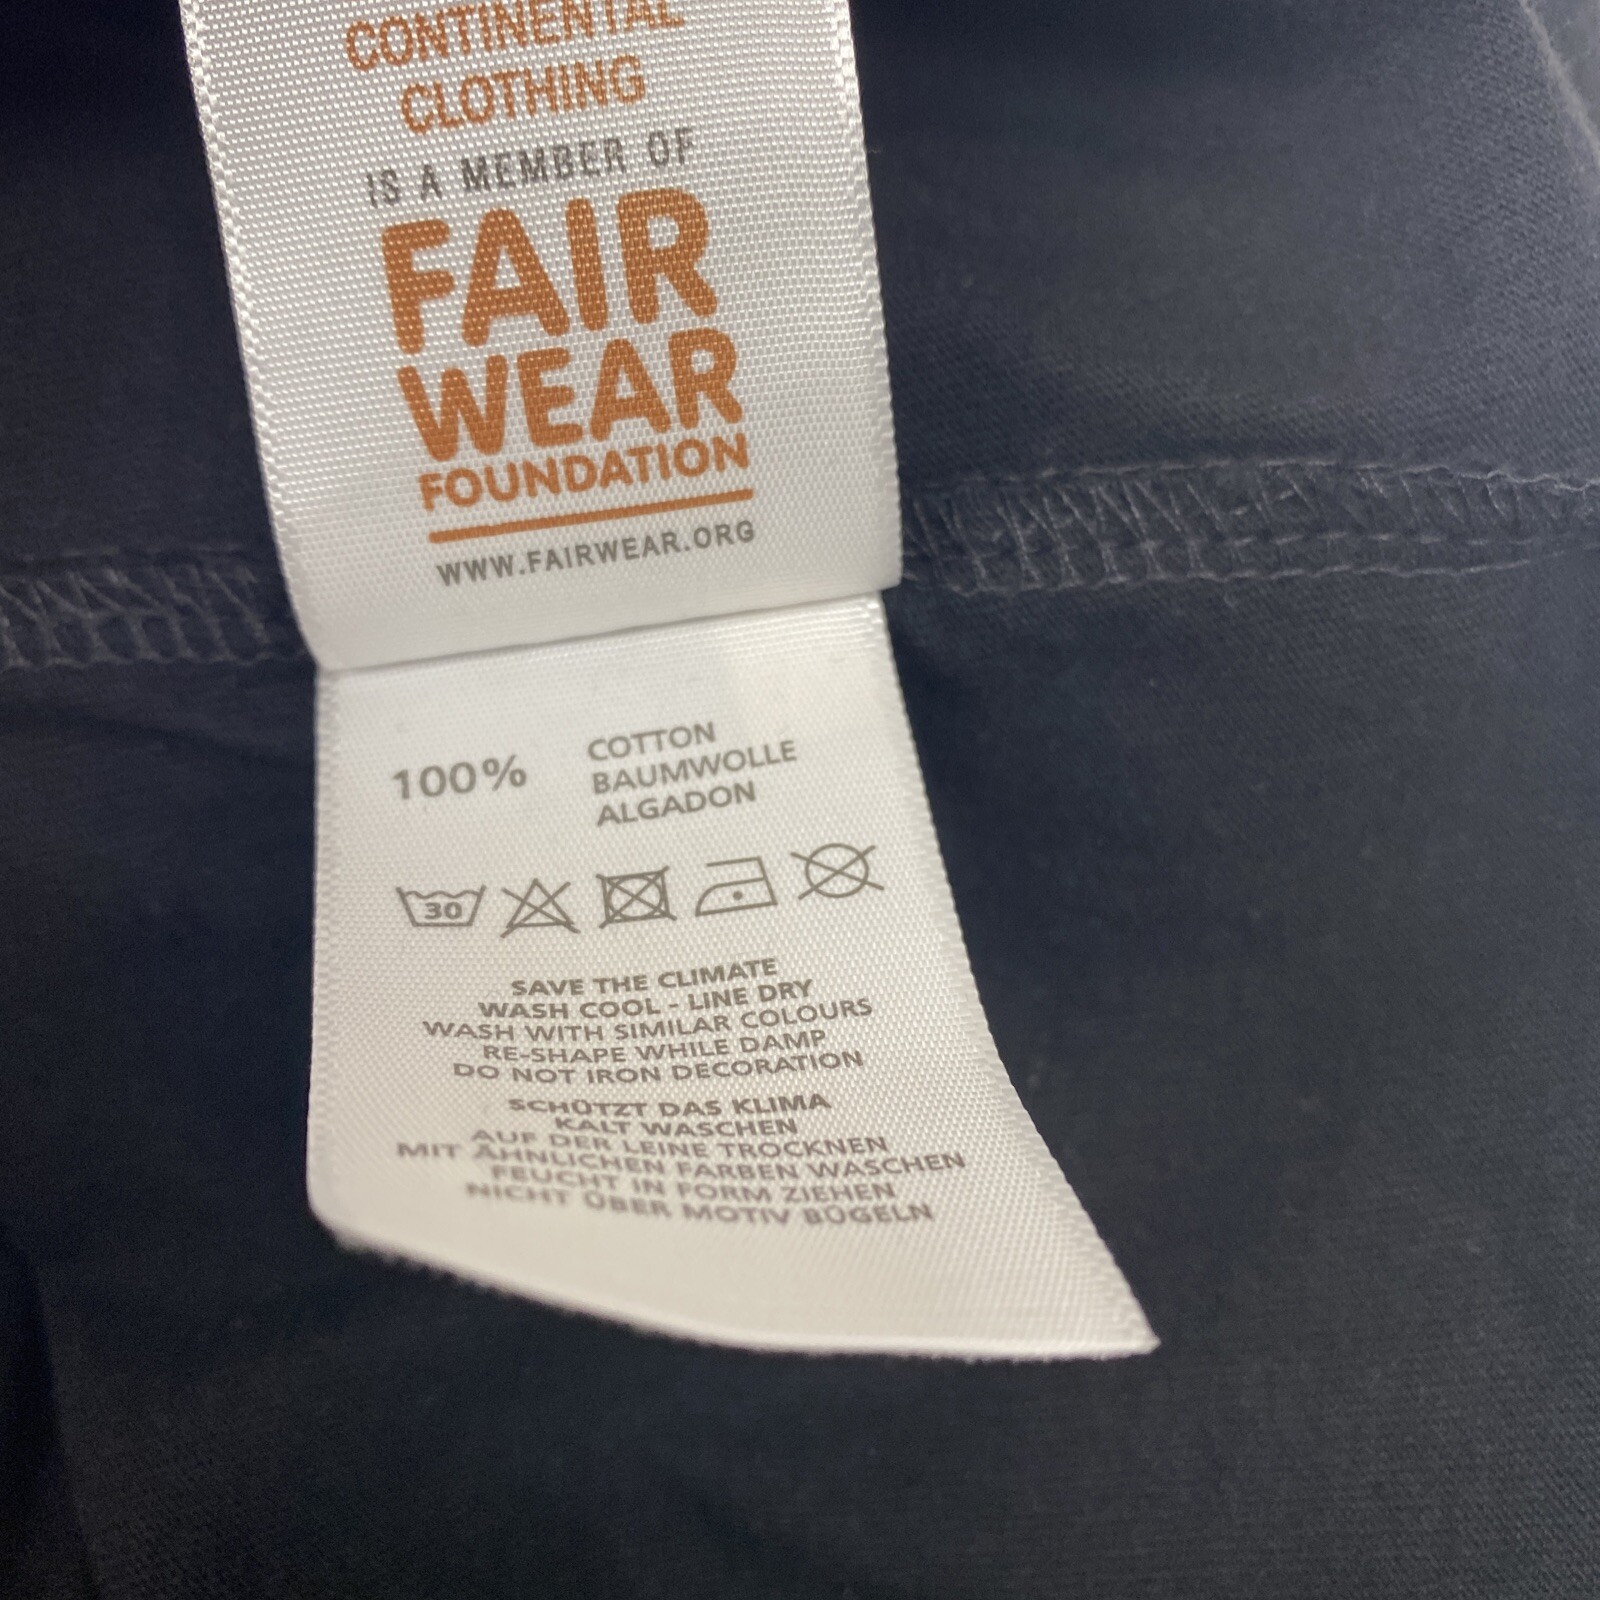 CONTINENTAL
CLOTHING
IS A MEMBER OF
FAIR
WEAR
FOUNDATION
WWW.FAIRWEAR.ORG
100%
COTTON
BAUMWOLLE
ALGADON
30
SAVE THE CLIMATE
WASH COOL - LINE DRY
WASH WITH SIMILAR COLOURS
RE-SHAPE WHILE DAMP
DO NOT IRON DECORATION
SCHÜTZT DAS KLIMA
KALT WASCHEN
AUF DER LEINE TROCKNEN
MIT ÄHNLICHEN FARBEN WASCHEN
FEUCHT IN FORM ZIEHEN
NICHT ÜBER MOTIV BÜGELN